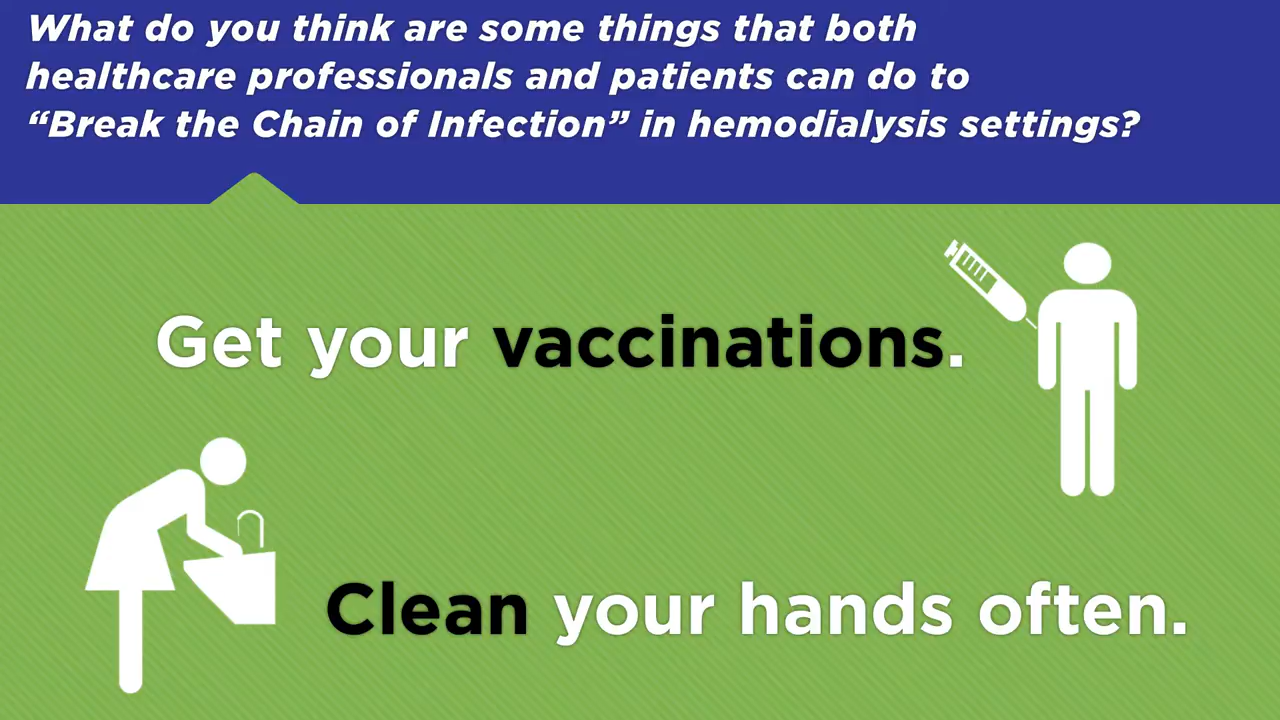 What do you think are some things that both
healthcare professionals and patients can do to
“Break the Chain of Infection” in hemodialysis settings?
Get your vaccinations.
Clean your hands often.